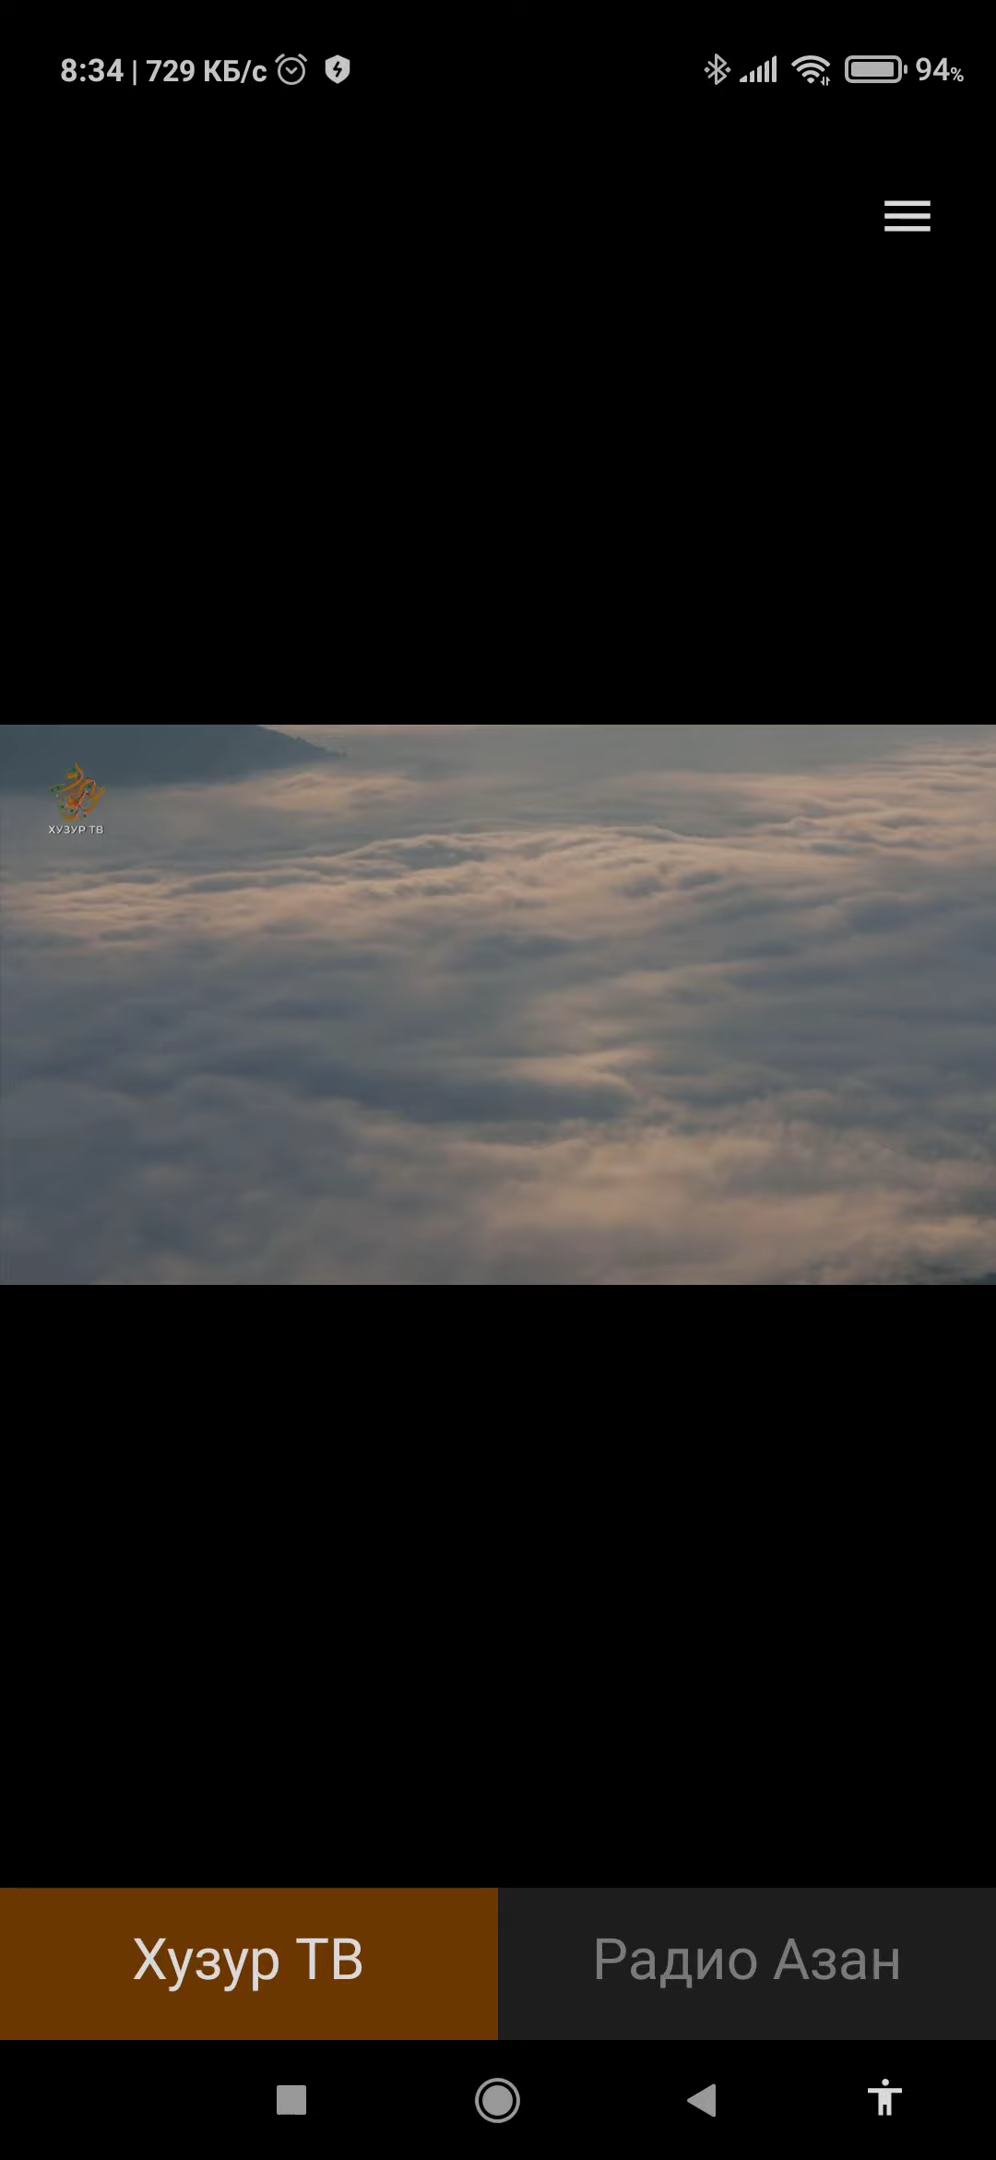 8:34 | 729 КБ/с
94%
ХУЗУР ТВ
Хузур ТВ
Радио Азан